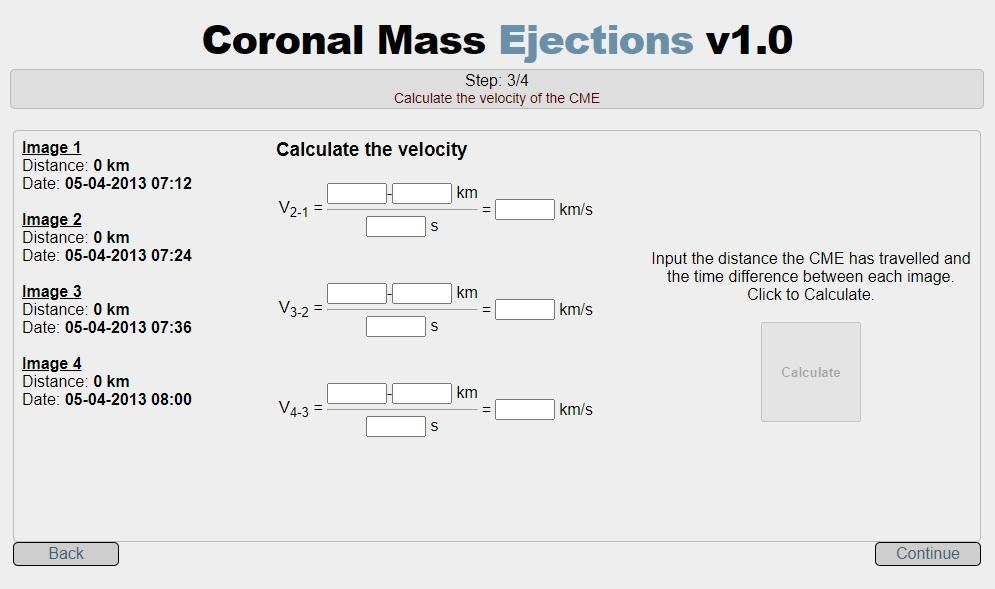 Coronal Mass Ejections v1.0
Step: 3/4
Calculate the velocity of the CME
Image 1
Distance: 0 km
Date: 05-04-2013 07:12
Image 2
Distance: 0 km
Date: 05-04-2013 07:24
Image 3
Distance: 0 km
Date: 05-04-2013 07:36
Image 4
Distance: 0 km
Date: 05-04-2013 08:00
Calculate the velocity
V2-1 = - km
s
= km/s
V3-2 = - km
s
= km/s
V4-3 = - km
s
= km/s
Input the distance the CME has travelled and
the time difference between each image.
Click to Calculate.
Calculate
Back
Continue